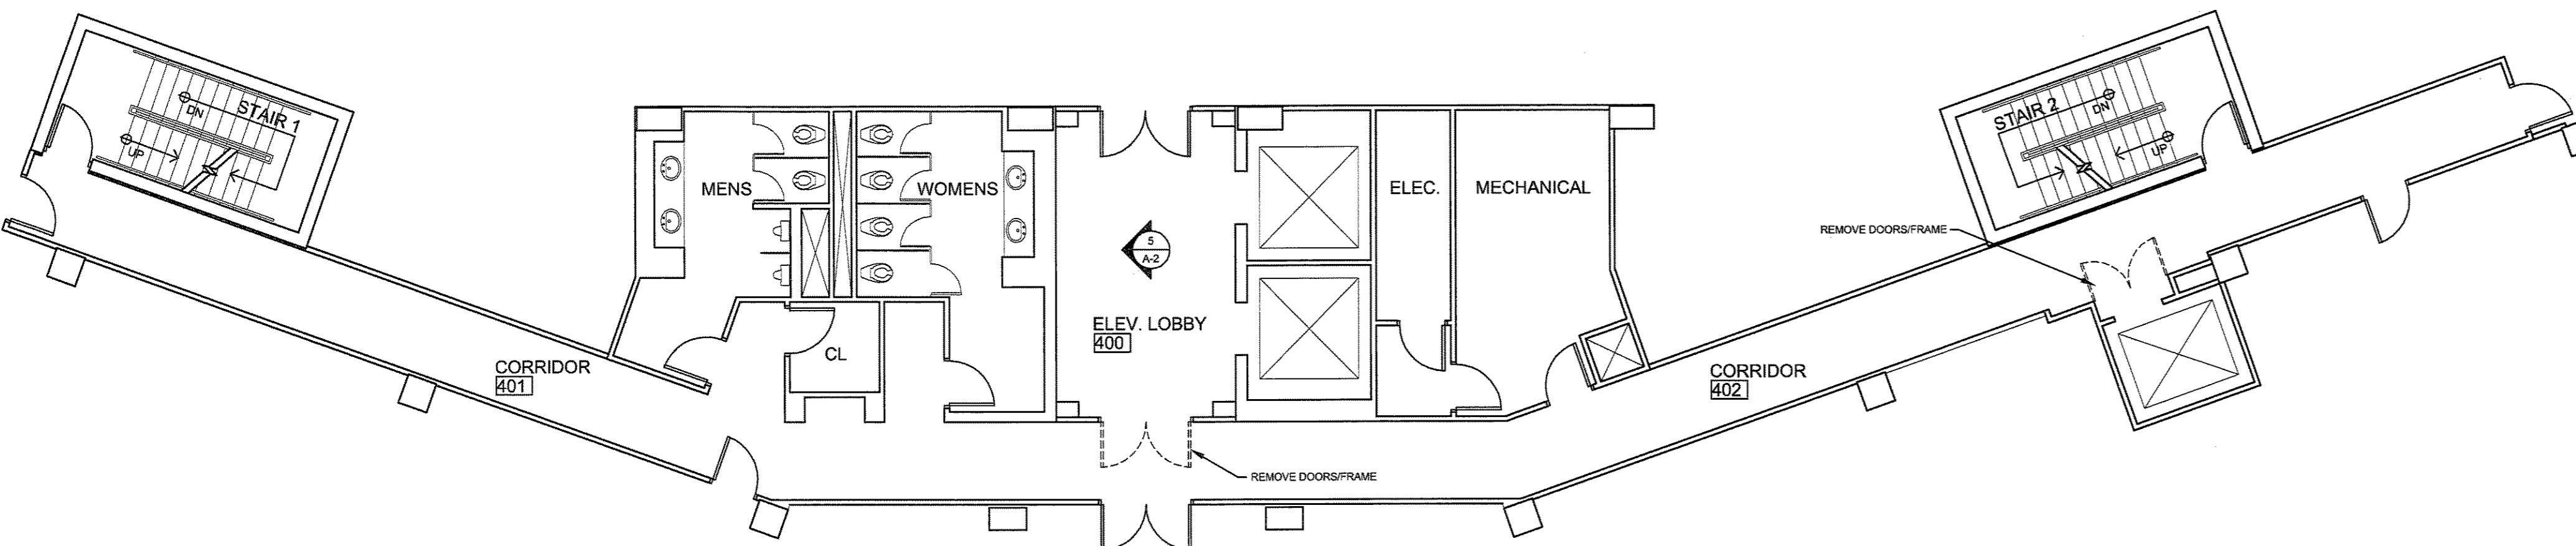 DN
STAIR 1
UP
MENS
WOMENS
5
A-2
ELEV. LOBBY
400
ELEC.
MECHANICAL
CL
CORRIDOR
401
REMOVE DOORS/FRAME
CORRIDOR
402
REMOVE DOORS/FRAME
STAIR 2
DN
UP